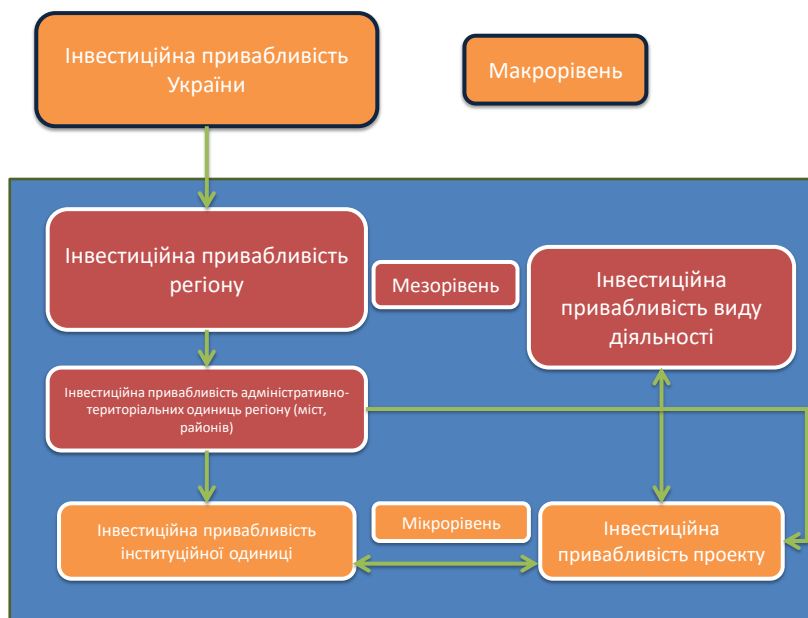 Інвестиційна привабливість
України
Макрорівень
Інвестиційна привабливість
регіону
Мезорівень
Інвестиційна
привабливість виду
діяльності
Інвестиційна привабливість адміністративно-
територіальних одиниць регіону (міст,
районів)
Інвестиційна привабливість
інституційної одиниці
Мікрорівень
Інвестиційна
привабливість проекту